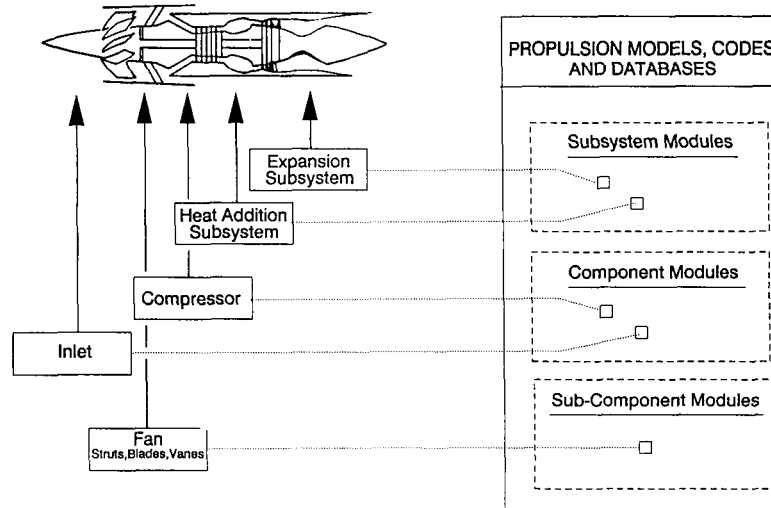 PROPULSION MODELS, CODES
AND DATABASES
Subsystem Modules
Expansion
Subsystem
Heat Addition
Subsystem
Component Modules
Compressor
Inlet
Sub-Component Modules
Fan
Struts,Blades,Vanes